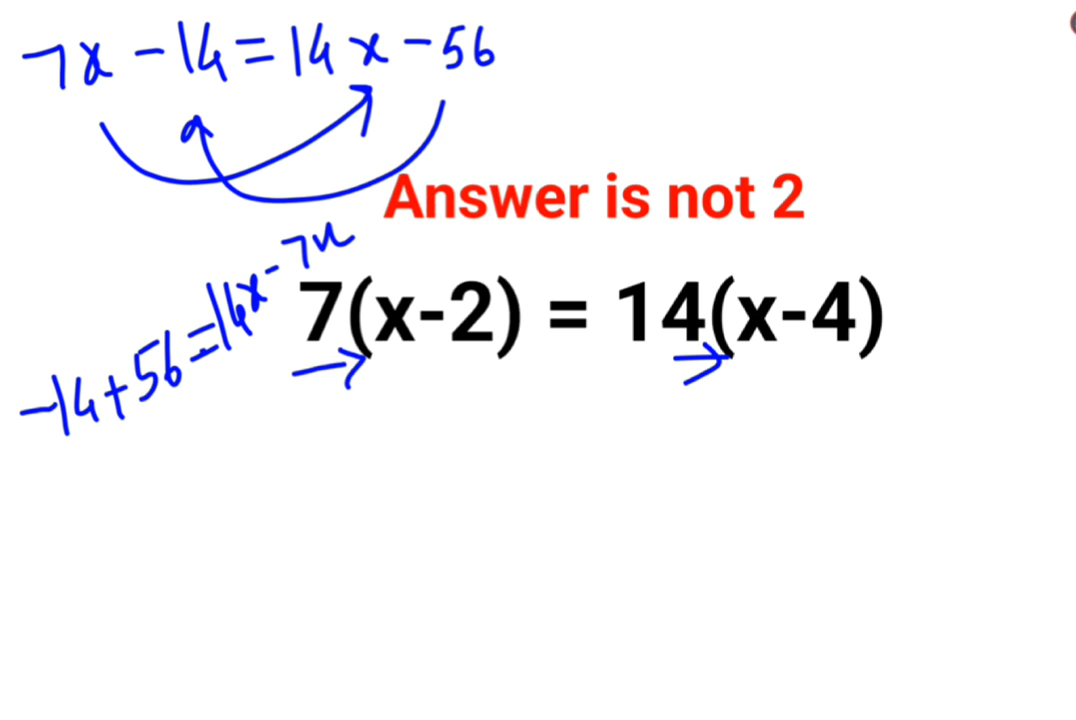 7x - 14 = 14x - 56
Answer is not 2
-14 + 56 = 14x - 7x
7(x-2) = 14(x-4)